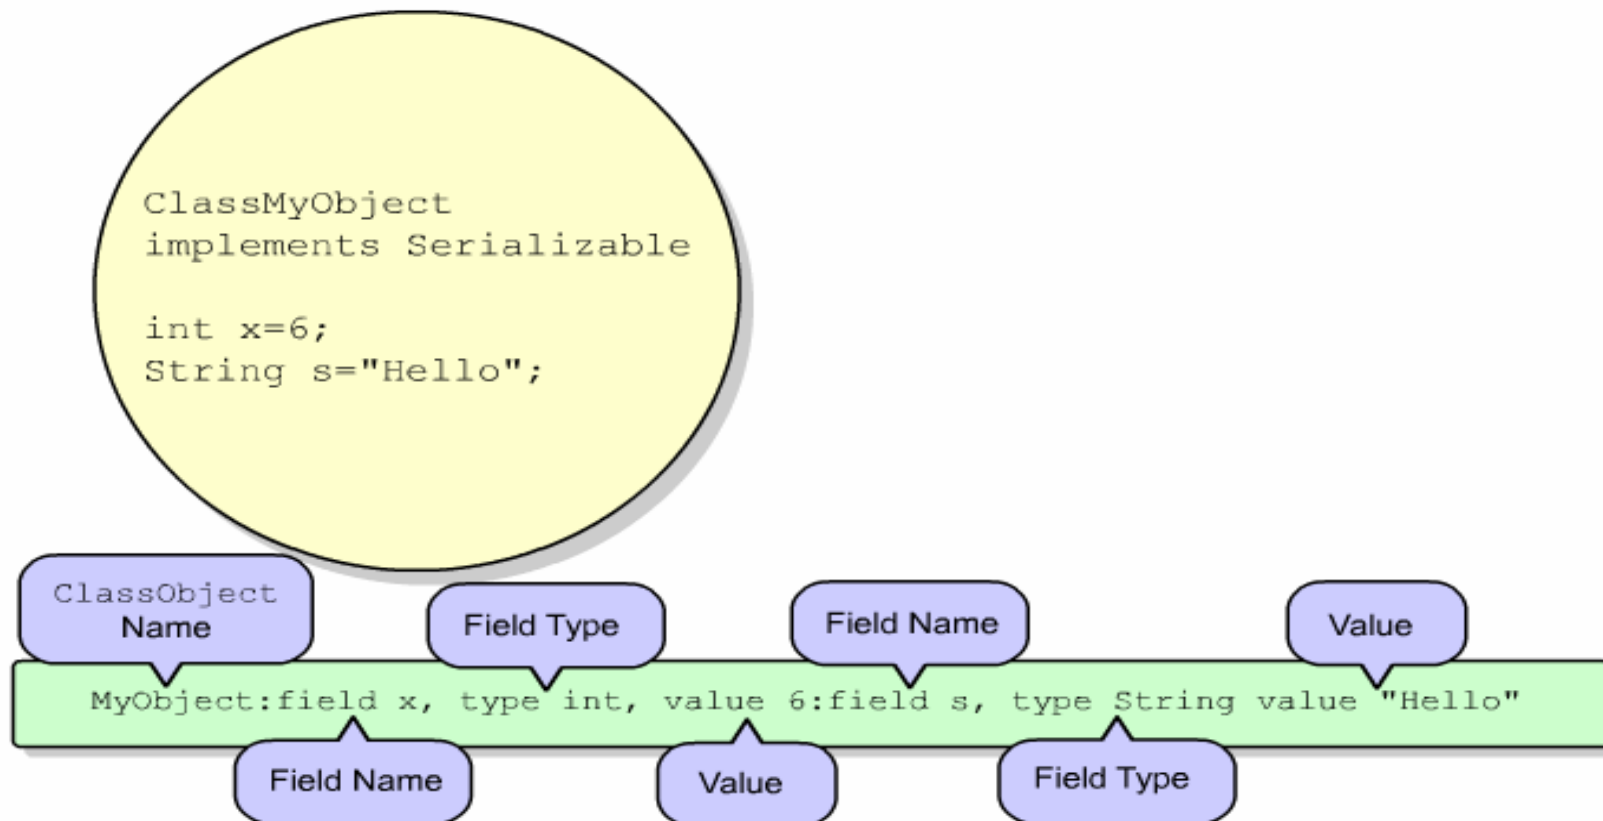 ClassMyObject
implements Serializable
int x=6;
String s="Hello";
ClassObject
Name
Field Type
Field Name
Value
MyObject:field x, type int, value 6:field s, type String value "Hello"
Field Name
Value
Field Type